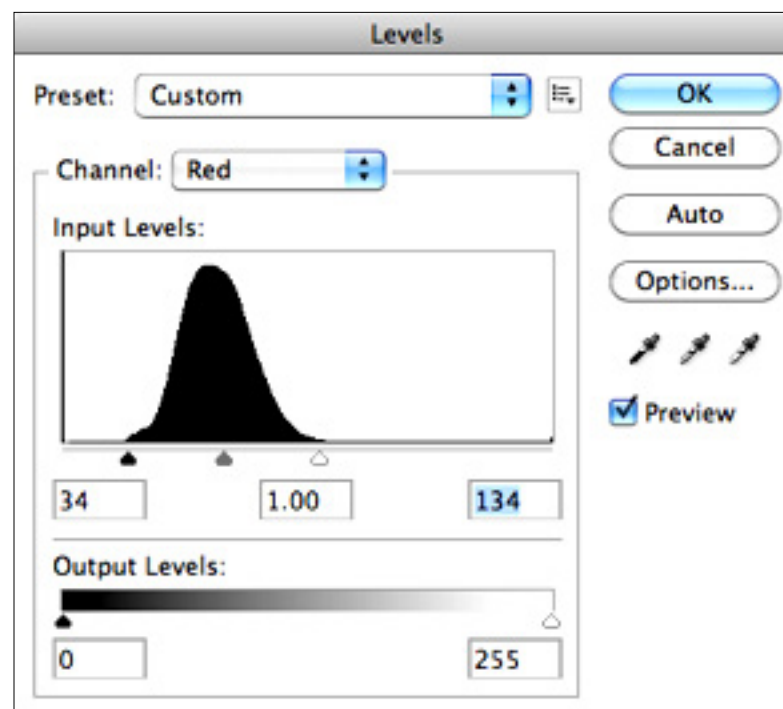 Levels
Preset: Custom
OK
Cancel
Channel: Red
Auto
Input Levels:
Options...
Preview
34 1.00 134
Output Levels:
0 255